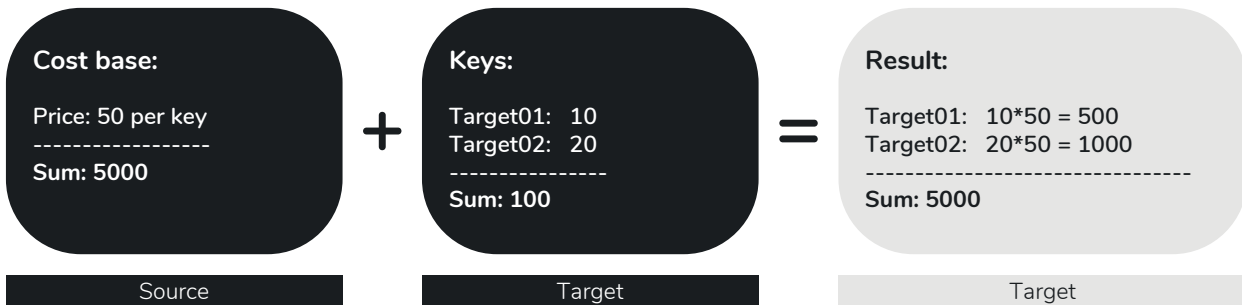 Cost base:
Price: 50 per key
------------------
Sum: 5000
+
Keys:
Target01: 10
Target02: 20
----------------
Sum: 100
=
Result:
Target01: 10*50 = 500
Target02: 20*50 = 1000
---------------------------------
Sum: 5000
Source
Target
Target